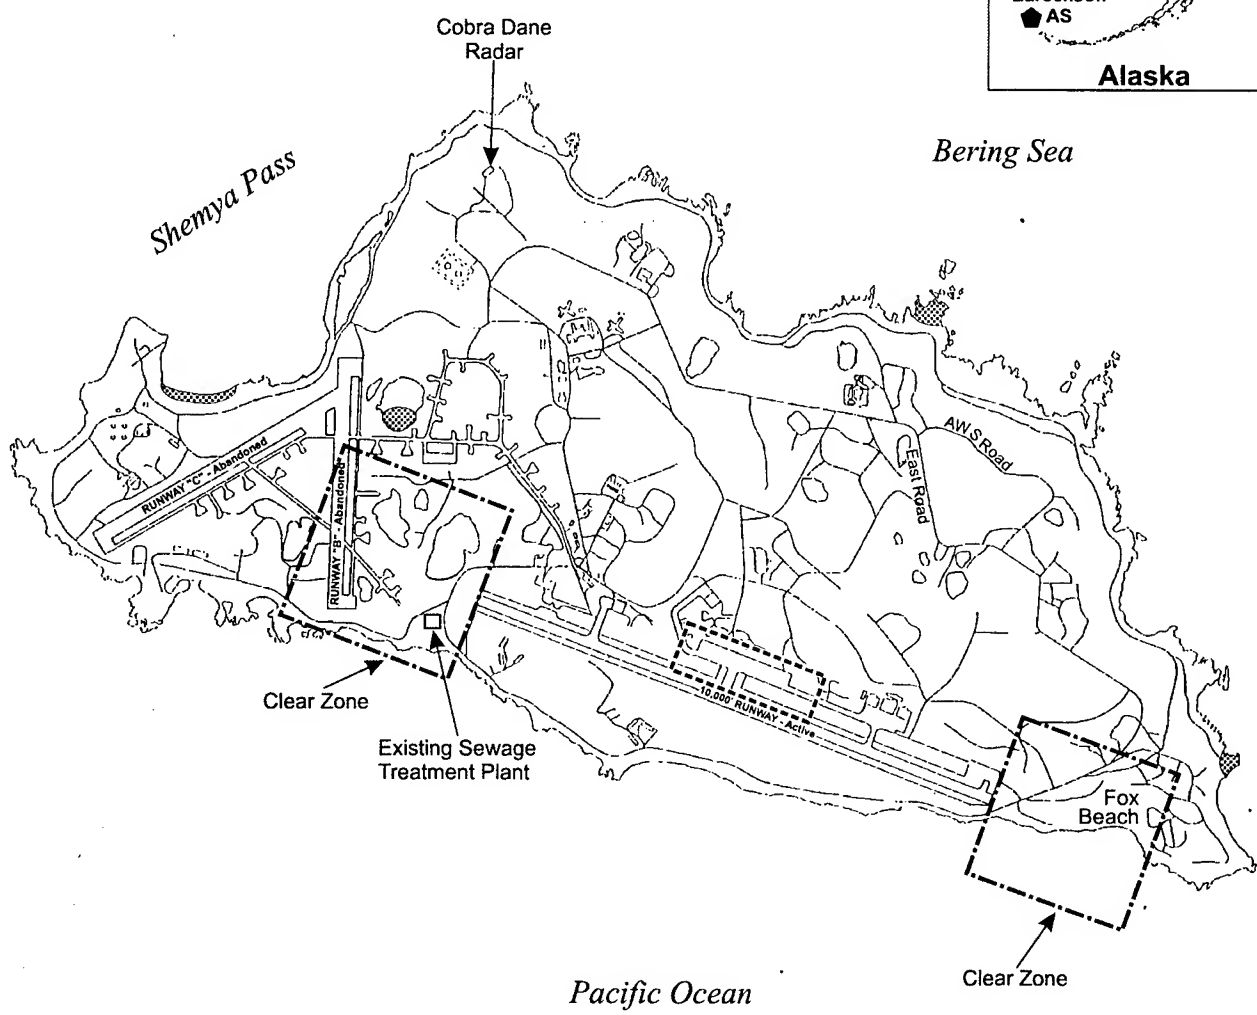 AS
Alaska
Cobra Dane
Radar
Bering Sea
Shemya Pass
AWS Road
East Road
RUNWAY "C" - Abandoned
RUNWAY "B" - Abandoned
10,000' RUNWAY - Active
Clear Zone
Existing Sewage
Treatment Plant
Fox
Beach
Clear Zone
Pacific Ocean